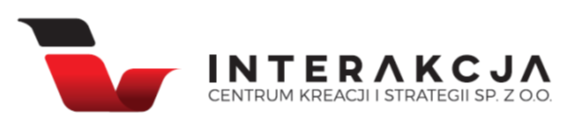 INTERAKCJA
CENTRUM KREACJI I STRATEGII SP. Z O.O.